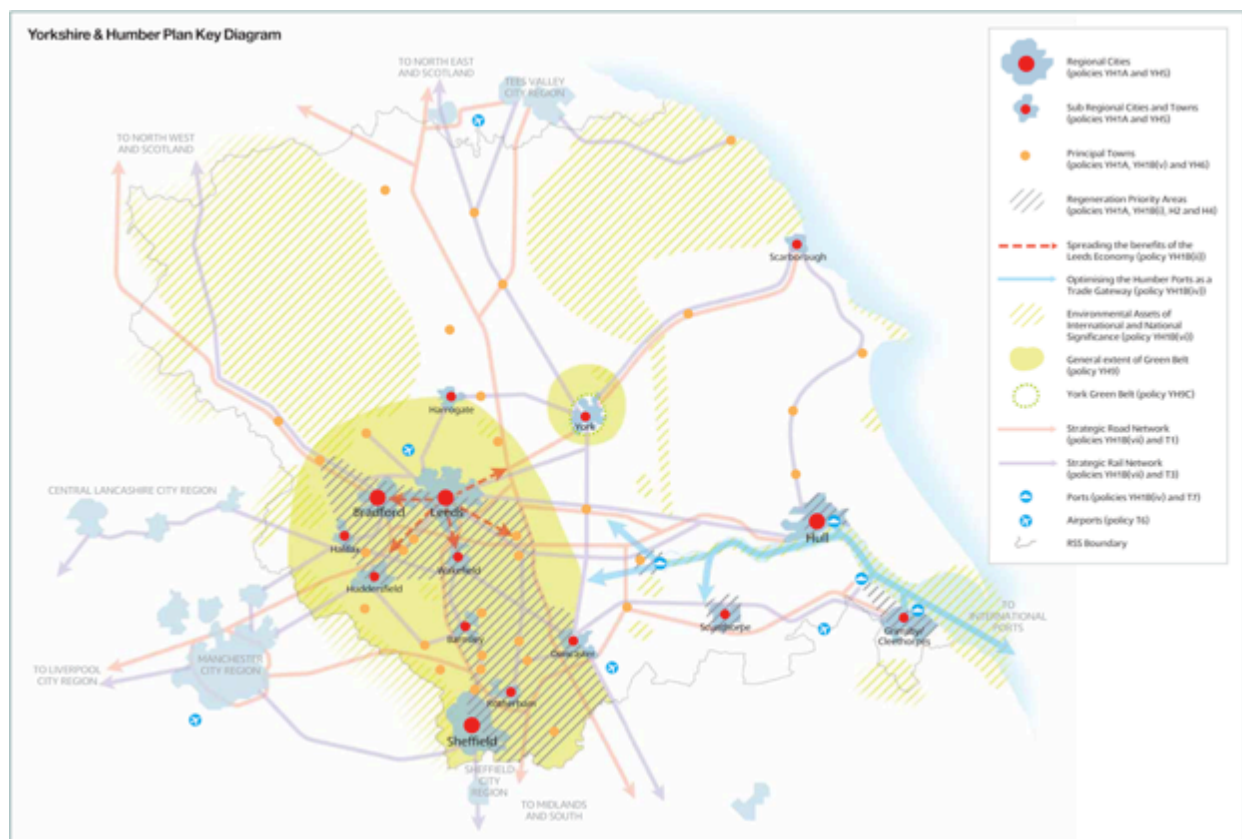 Yorkshire & Humber Plan Key Diagram
TO NORTH EAST
AND SCOTLAND
TEES VALLEY
CITY REGION
TO NORTH WEST
AND SCOTLAND
Scarborough
Harrogate
York
CENTRAL LANCASHIRE CITY REGION
Bradford
Leeds
Hull
Halifax
Wakefield
Huddersfield
TO
INTERNATIONAL
PORTS
Scunthorpe
Grimsby/
Cleethorpes
Barnsley
Doncaster
MANCHESTER
CITY REGION
TO LIVERPOOL
CITY REGION
Rotherham
Sheffield
SHEFFIELD
CITY
REGION
TO MIDLANDS
AND SOUTH
Regional Cities
(policies YH1A and YH5)
Sub Regional Cities and Towns
(policies YH1A and YH5)
Principal Towns
(policies YH1A, YH1B(v) and YH6)
Regeneration Priority Areas
(policies YH1A, YH1B(i), H2 and H4)
Spreading the benefits of the
Leeds Economy (policy YH1B(ii))
Optimising the Humber Ports as a
Trade Gateway (policy YH1B(iv))
Environmental Assets of
International and National
Significance (policy YH1B(vi))
General extent of Green Belt
(policy YH9)
York Green Belt (policy YH9C)
Strategic Road Network
(policies YH1B(vii) and T1)
Strategic Rail Network
(policies YH1B(vii) and T3)
Ports (policies YH1B(iv) and T7)
Airports (policy T6)
RSS Boundary